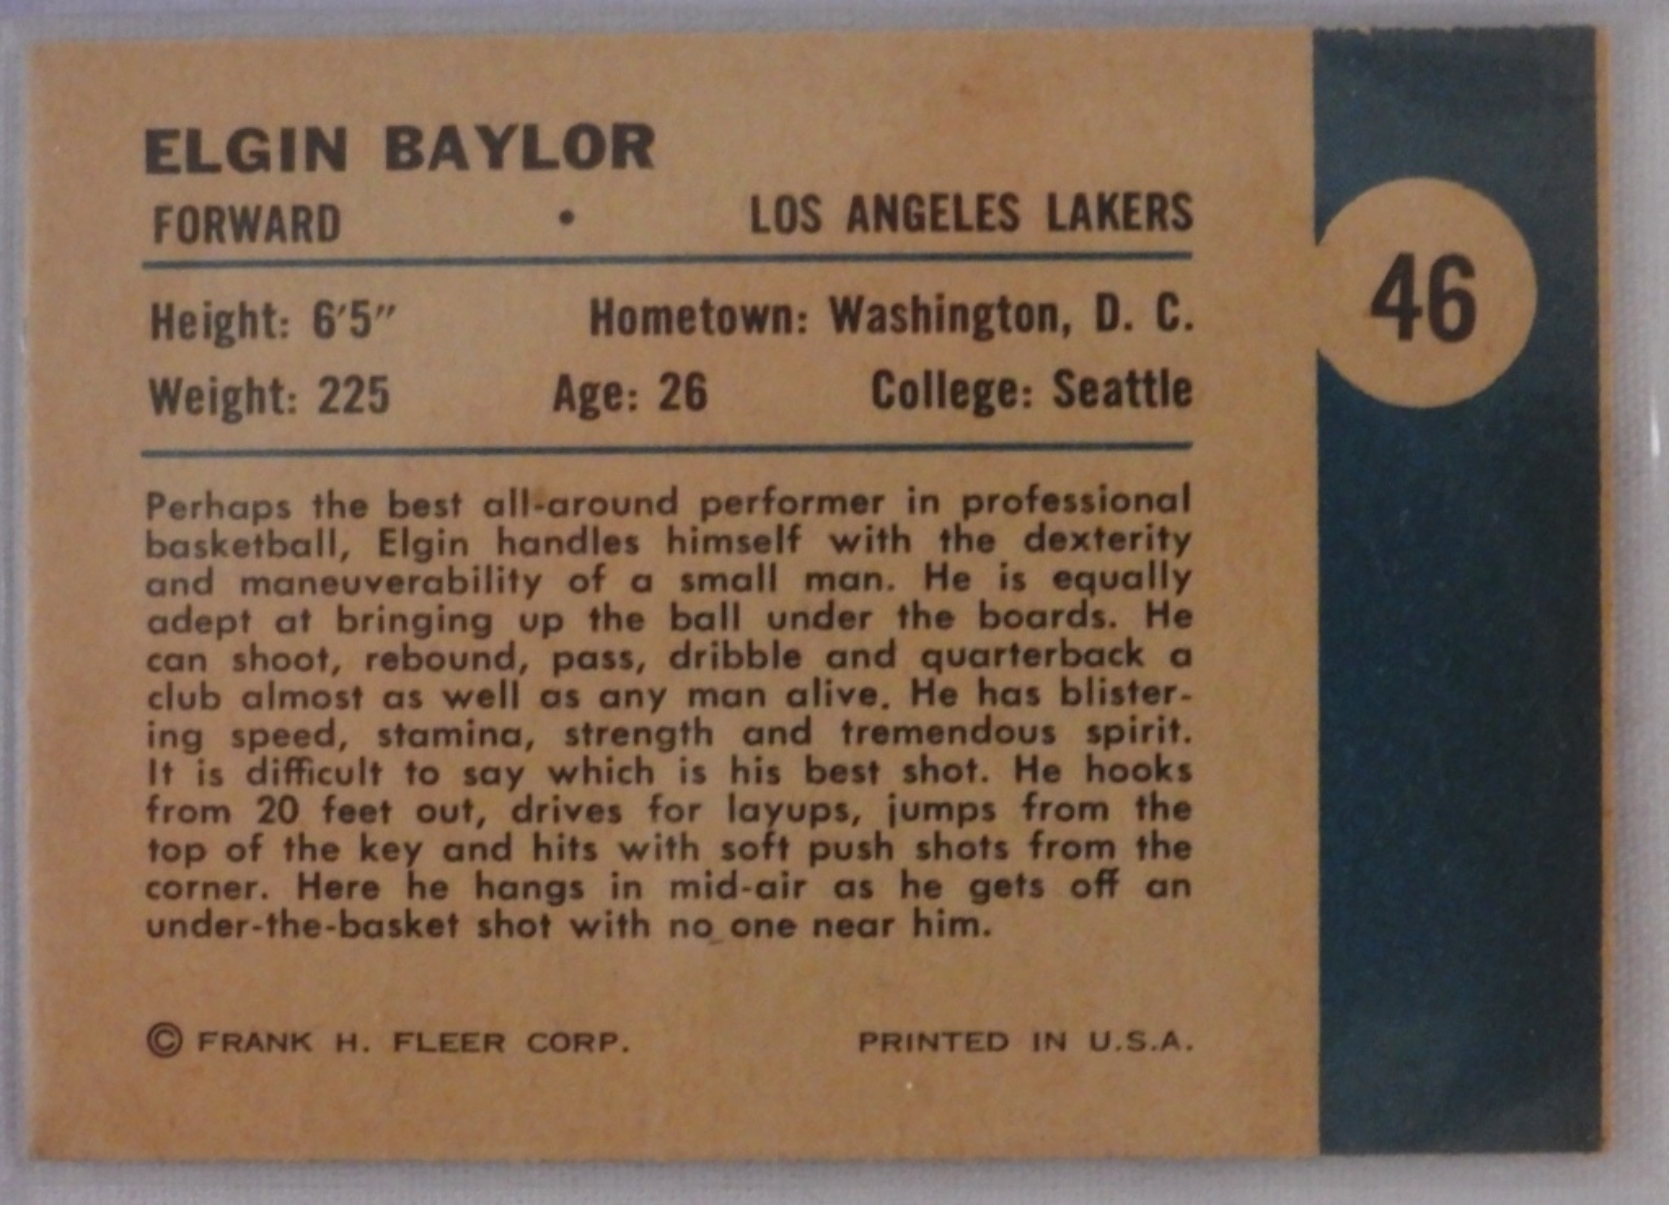 ELGIN BAYLOR
FORWARD • LOS ANGELES LAKERS
46
Height: 6'5" Hometown: Washington, D. C.
Weight: 225 Age: 26 College: Seattle
Perhaps the best all-around performer in professional
basketball, Elgin handles himself with the dexterity
and maneuverability of a small man. He is equally
adept at bringing up the ball under the boards. He
can shoot, rebound, pass, dribble and quarterback a
club almost as well as any man alive. He has blister-
ing speed, stamina, strength and tremendous spirit.
It is difficult to say which is his best shot. He hooks
from 20 feet out, drives for layups, jumps from the
top of the key and hits with soft push shots from the
corner. Here he hangs in mid-air as he gets off an
under-the-basket shot with no one near him.
© FRANK H. FLEER CORP. PRINTED IN U.S.A.